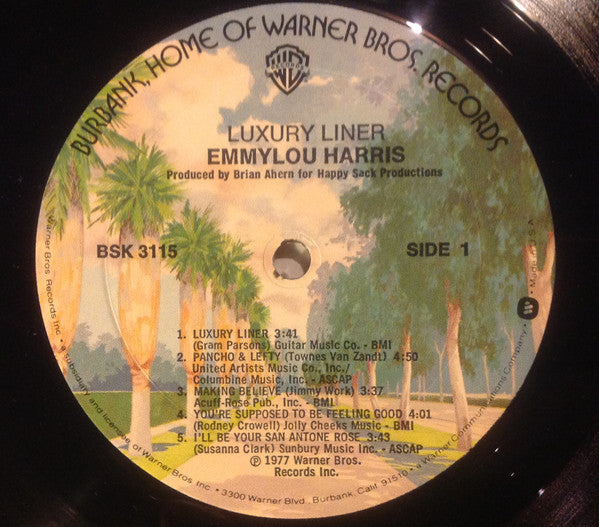 BURBANK, HOME OF WARNER BROS. RECORDS
WB
RECORDS
LUXURY LINER
EMMYLOU HARRIS
Produced by Brian Ahern for Happy Sack Productions
BSK 3115
SIDE 1
1. LUXURY LINER 3:41
(Gram Parsons) Guitar Music Co. - BMI
2. PANCHO & LEFTY (Townes Van Zandt) 4:50
United Artists Music Co., Inc./
Columbine Music, Inc. - ASCAP
3. MAKING BELIEVE (Jimmy Work) 3:37
Acuff-Rose Pub., Inc. - BMI
4. YOU'RE SUPPOSED TO BE FEELING GOOD 4:01
(Rodney Crowell) Jolly Cheeks Music - BMI
5. I'LL BE YOUR SAN ANTONE ROSE 3:43
(Susanna Clark) Sunbury Music Inc. - ASCAP
℗ 1977 Warner Bros.
Records Inc.
Warner Bros. Records Inc. • a subsidiary and licensee of Warner Bros. Inc. • 3300 Warner Blvd., Burbank, Calif. 91510 • a Warner Communications Company. • Made in U.S.A.